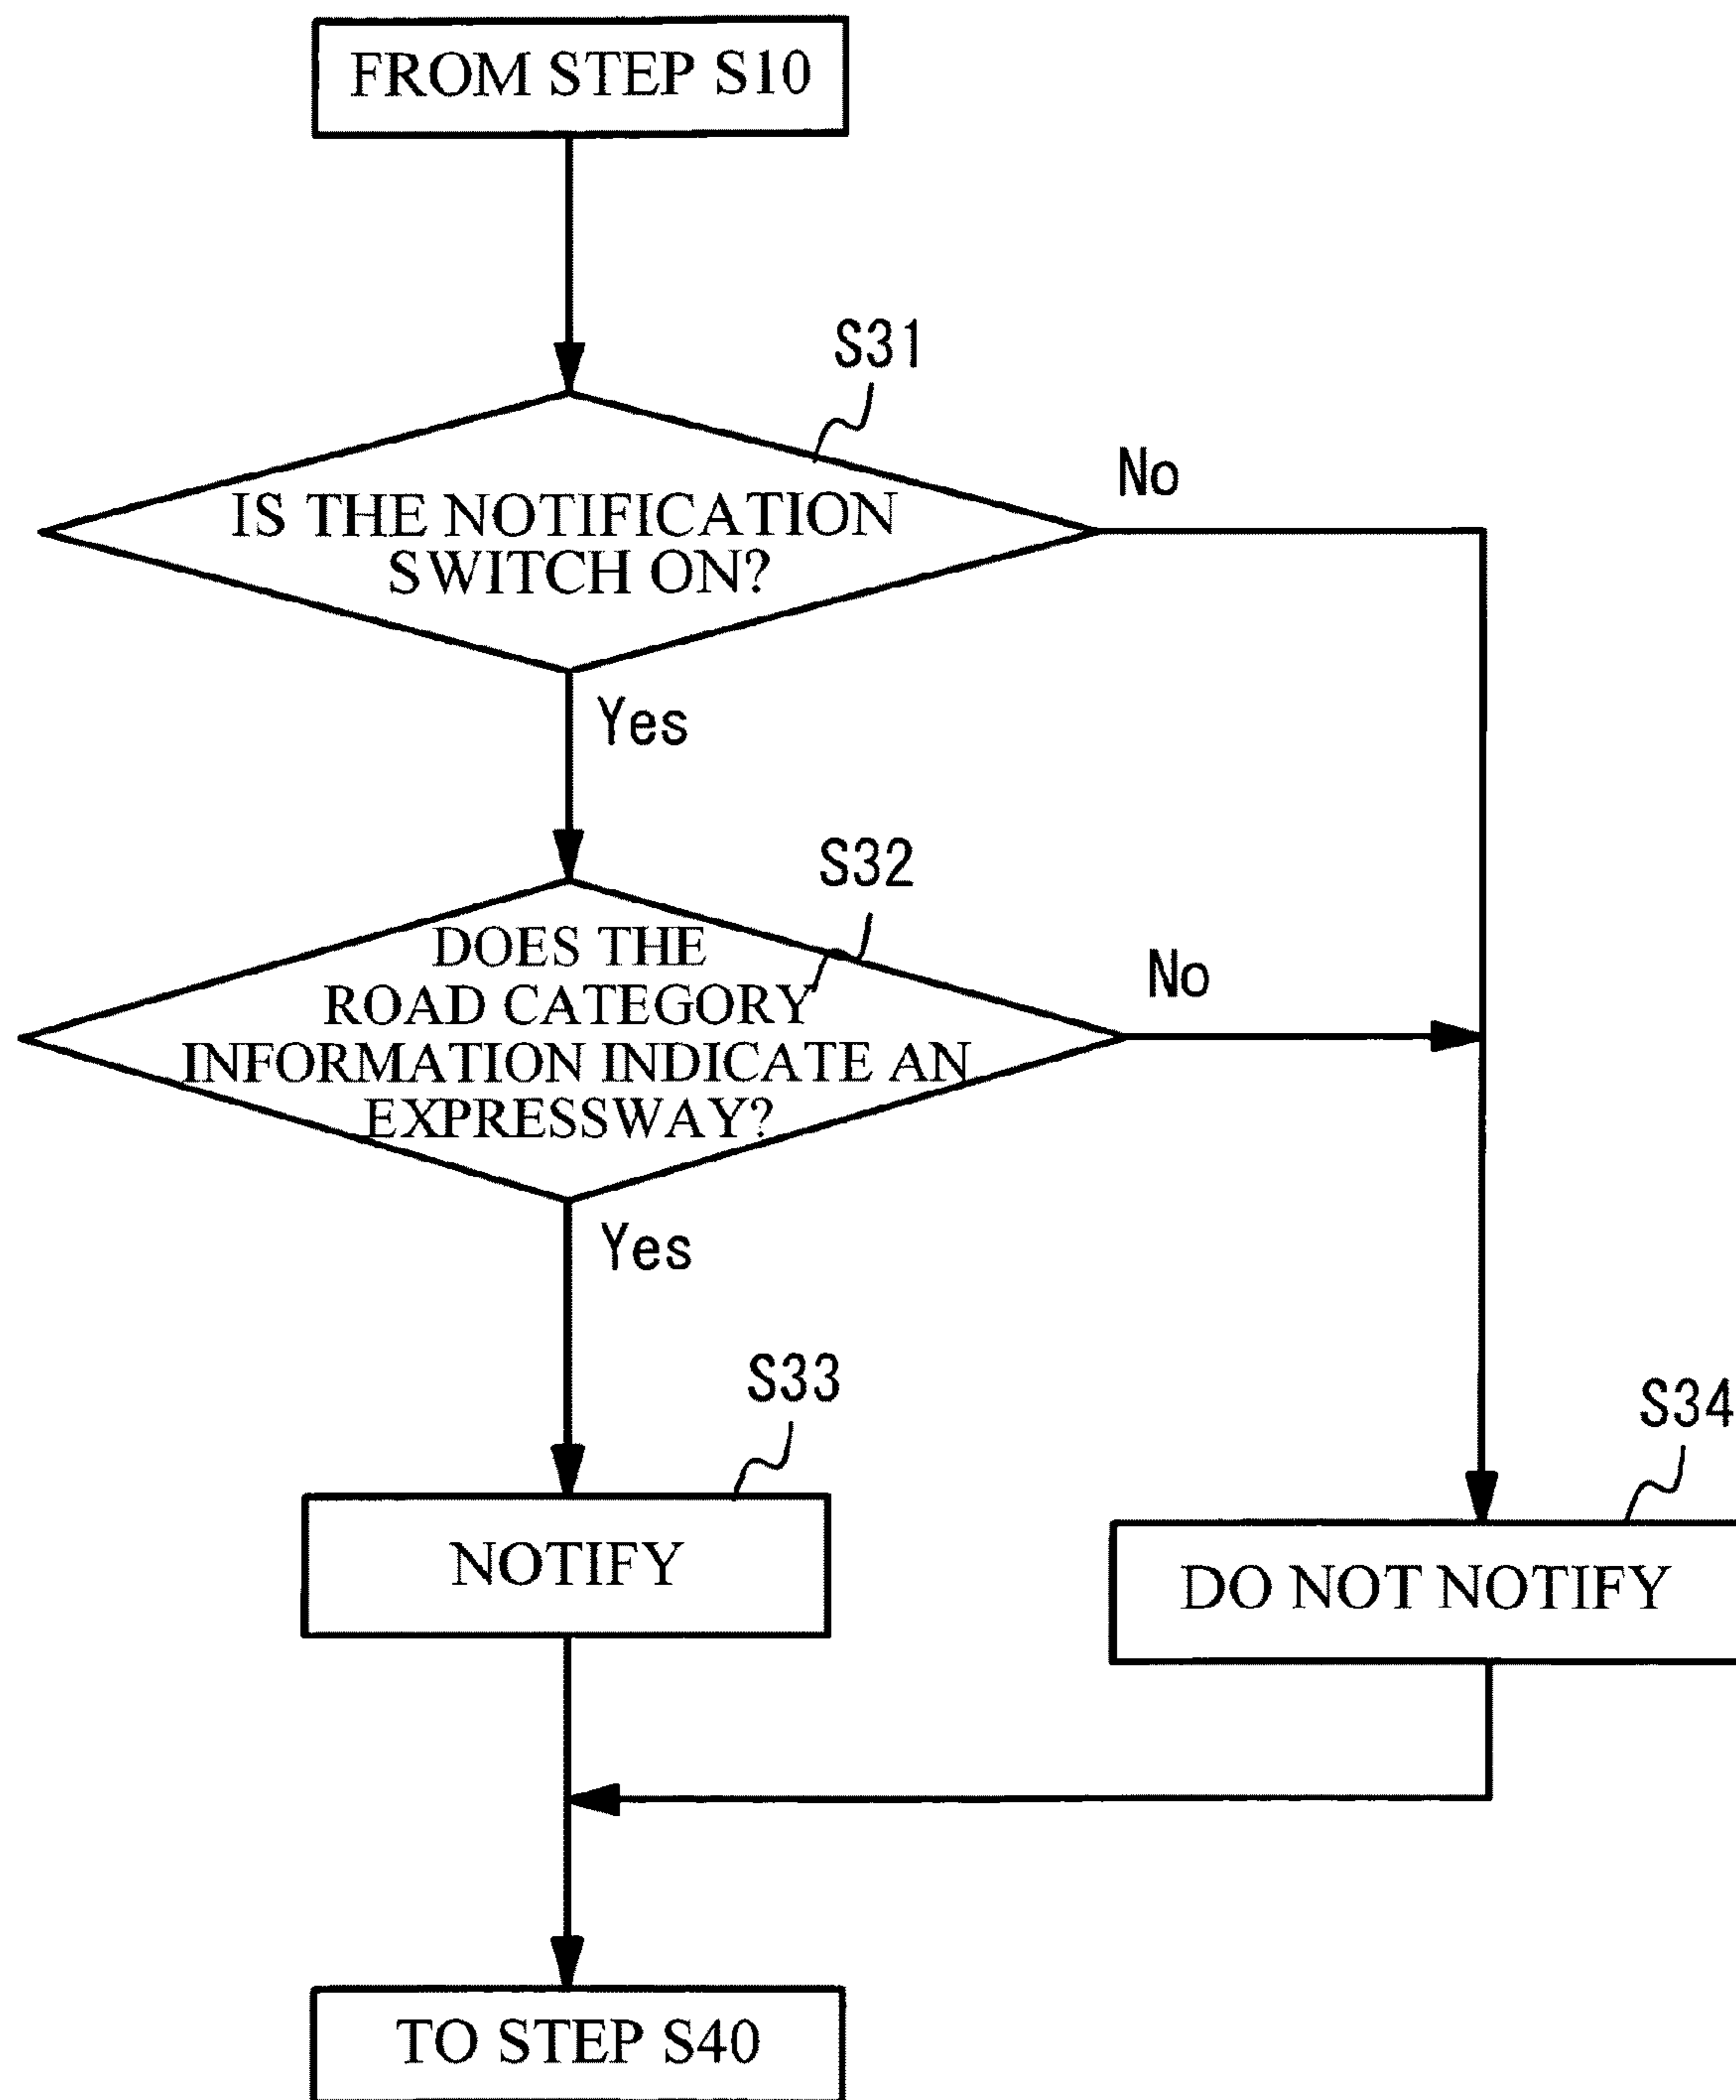 FROM STEP S10
S31
No
IS THE NOTIFICATION
SWITCH ON?
Yes
S32
DOES THE
ROAD CATEGORY
INFORMATION INDICATE AN
EXPRESSWAY?
No
Yes
S33
S34
NOTIFY
DO NOT NOTIFY
TO STEP S40